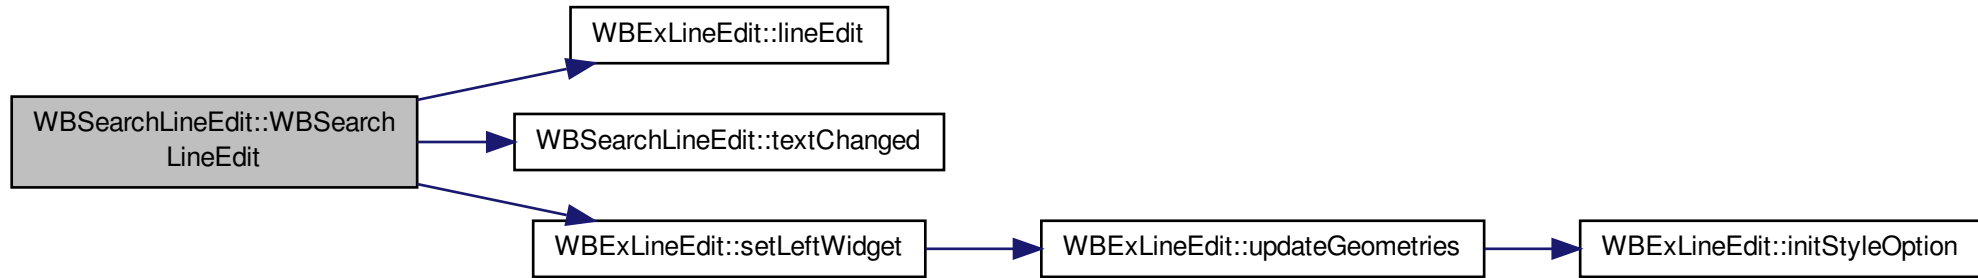 WBExLineEdit::lineEdit
WBSearchLineEdit::WBSearch
LineEdit
WBSearchLineEdit::textChanged
WBExLineEdit::setLeftWidget
WBExLineEdit::updateGeometries
WBExLineEdit::initStyleOption